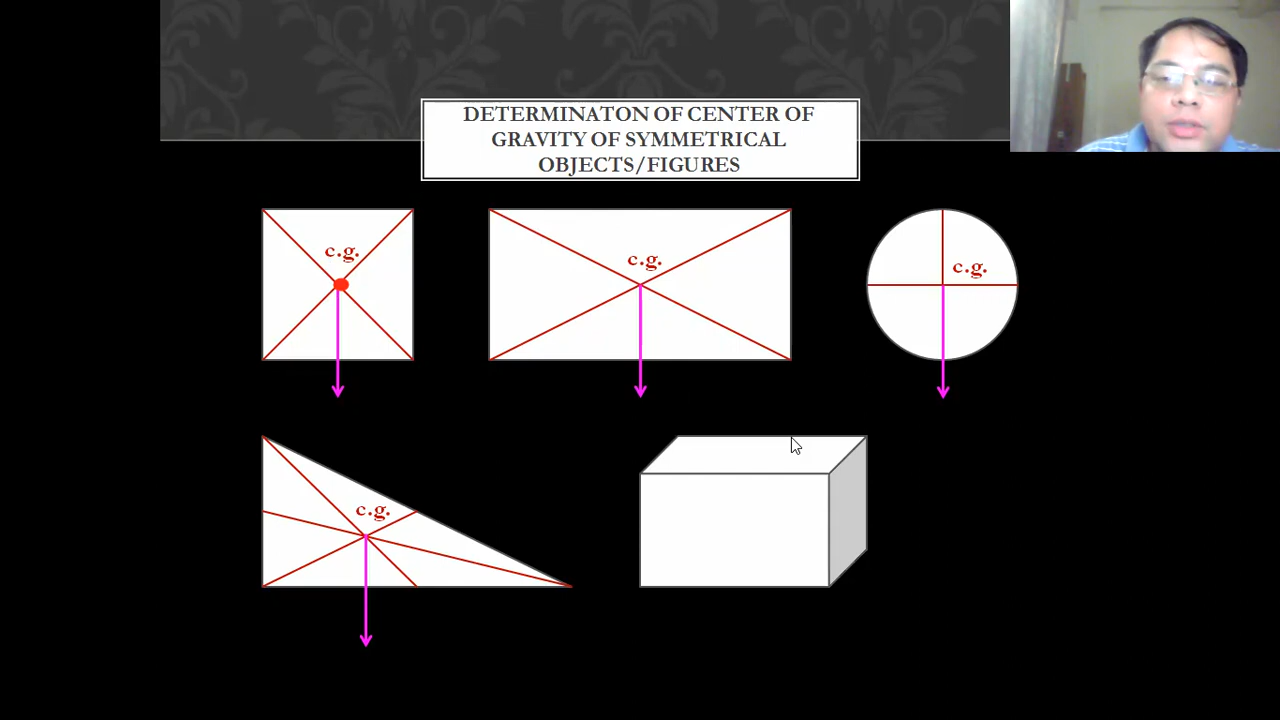 DETERMINATON OF CENTER OF
GRAVITY OF SYMMETRICAL
OBJECTS/FIGURES
c.g.
c.g.
c.g.
c.g.